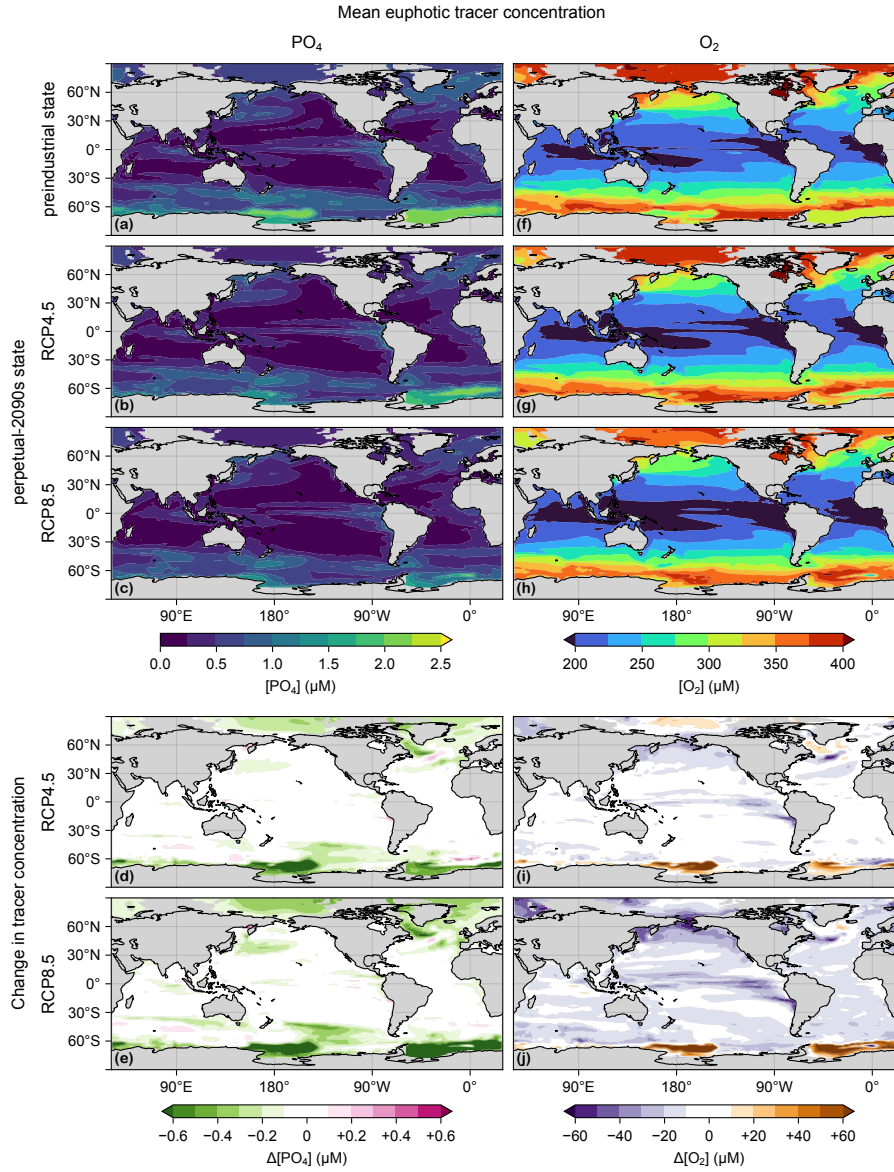 Mean euphotic tracer concentration
PO₄
O₂
preindustrial state
60°N
30°N
0°
30°S
60°S
(a)
(f)
perpetual-2090s state
RCP4.5
60°N
30°N
0°
30°S
60°S
(b)
(g)
RCP8.5
60°N
30°N
0°
30°S
60°S
(c)
(h)
90°E 180° 90°W 0°
90°E 180° 90°W 0°
0.0 0.5 1.0 1.5 2.0 2.5
[PO₄] (μM)
200 250 300 350 400
[O₂] (μM)
Change in tracer concentration
RCP4.5
60°N
30°N
0°
30°S
60°S
(d)
(i)
RCP8.5
60°N
30°N
0°
30°S
60°S
(e)
(j)
90°E 180° 90°W 0°
90°E 180° 90°W 0°
−0.6 −0.4 −0.2 0 +0.2 +0.4 +0.6
Δ[PO₄] (μM)
−60 −40 −20 0 +20 +40 +60
Δ[O₂] (μM)